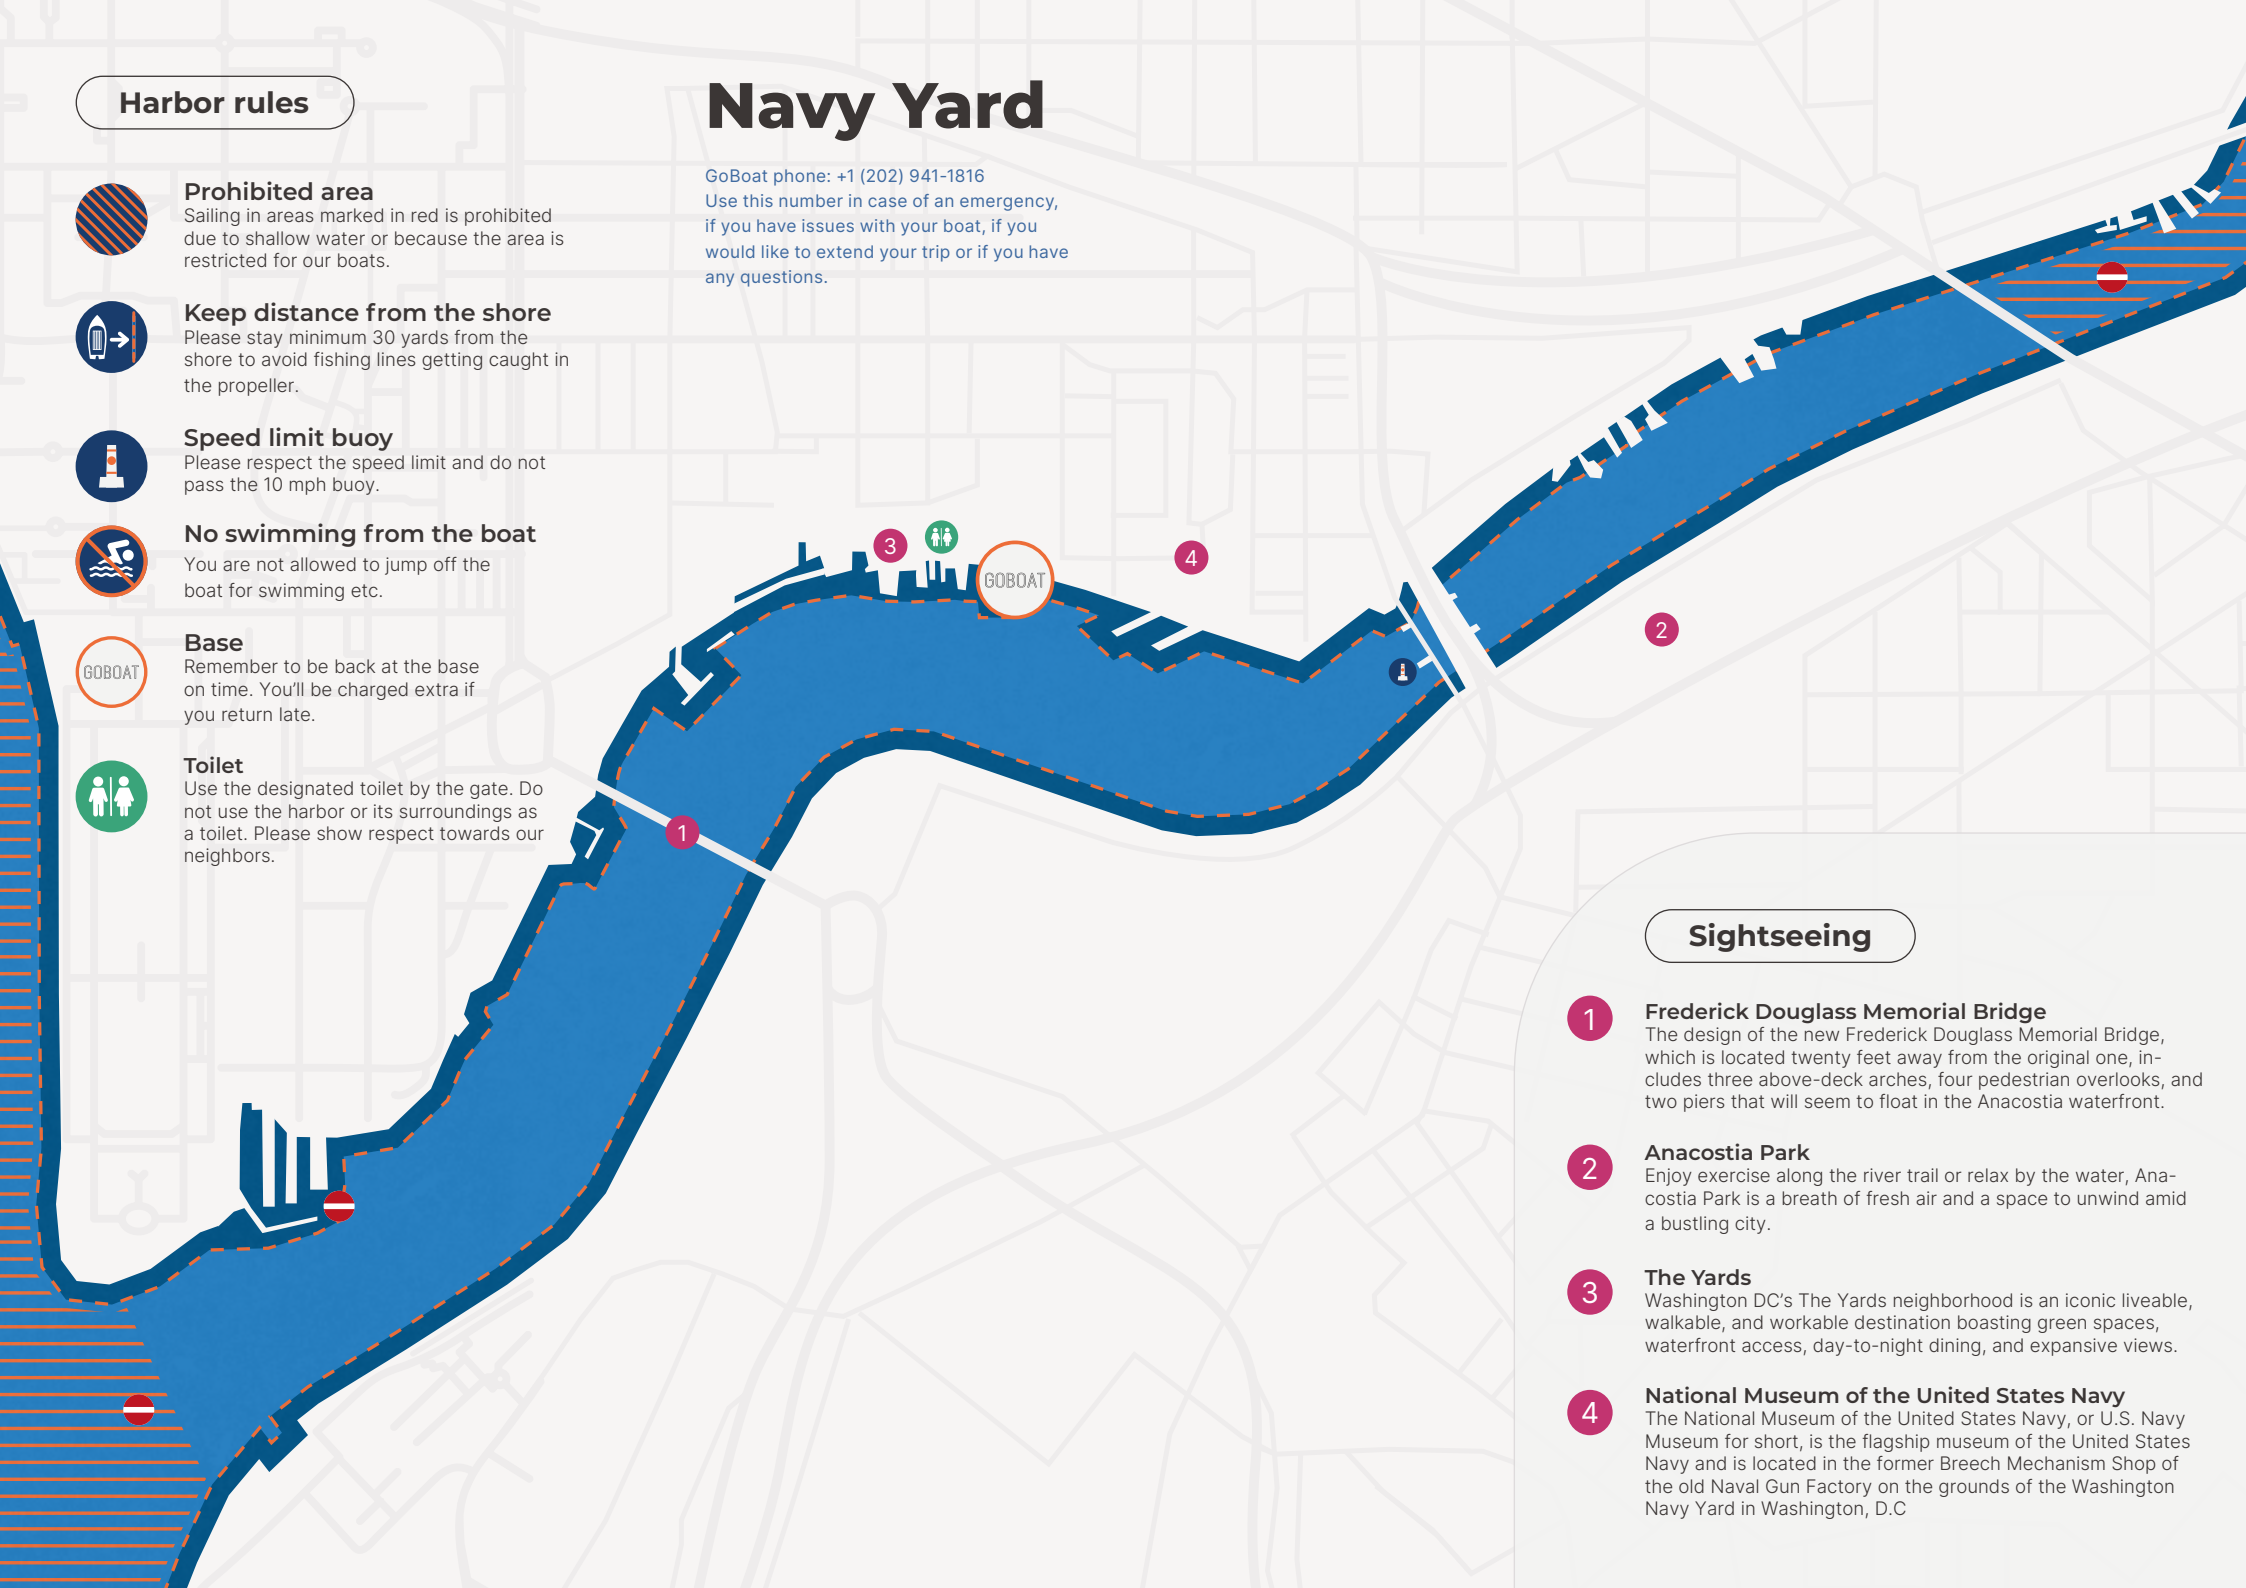 Harbor rules
Prohibited area
Sailing in areas marked in red is prohibited
due to shallow water or because the area is
restricted for our boats.
Keep distance from the shore
Please stay minimum 30 yards from the
shore to avoid fishing lines getting caught in
the propeller.
Speed limit buoy
Please respect the speed limit and do not
pass the 10 mph buoy.
No swimming from the boat
You are not allowed to jump off the
boat for swimming etc.
GOBOAT
Base
Remember to be back at the base
on time. You'll be charged extra if
you return late.
Toilet
Use the designated toilet by the gate. Do
not use the harbor or its surroundings as
a toilet. Please show respect towards our
neighbors.
Navy Yard
GoBoat phone: +1 (202) 941-1816
Use this number in case of an emergency,
if you have issues with your boat, if you
would like to extend your trip or if you have
any questions.
3
GOBOAT
4
2
1
Sightseeing
1
Frederick Douglass Memorial Bridge
The design of the new Frederick Douglass Memorial Bridge,
which is located twenty feet away from the original one, in-
cludes three above-deck arches, four pedestrian overlooks, and
two piers that will seem to float in the Anacostia waterfront.
2
Anacostia Park
Enjoy exercise along the river trail or relax by the water, Ana-
costia Park is a breath of fresh air and a space to unwind amid
a bustling city.
3
The Yards
Washington DC's The Yards neighborhood is an iconic liveable,
walkable, and workable destination boasting green spaces,
waterfront access, day-to-night dining, and expansive views.
4
National Museum of the United States Navy
The National Museum of the United States Navy, or U.S. Navy
Museum for short, is the flagship museum of the United States
Navy and is located in the former Breech Mechanism Shop of
the old Naval Gun Factory on the grounds of the Washington
Navy Yard in Washington, D.C